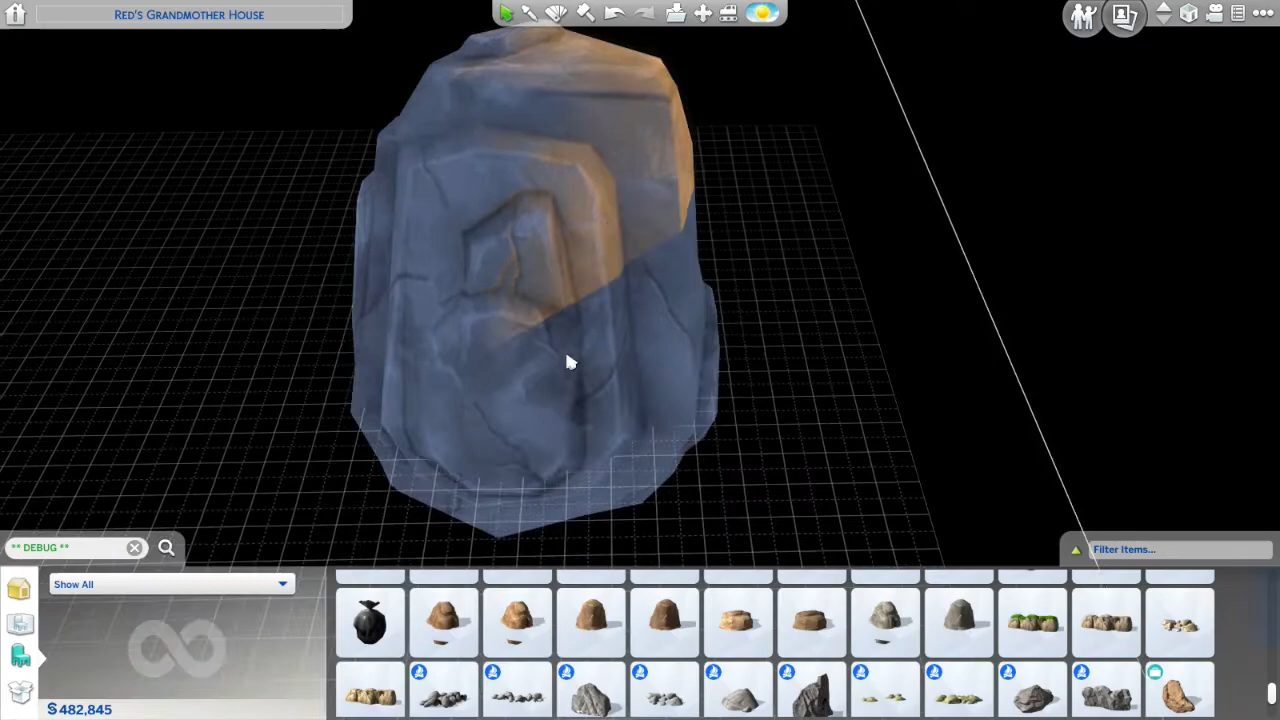 RED'S GRANDMOTHER HOUSE
** DEBUG **
Filter Items...
Show All
$482,845